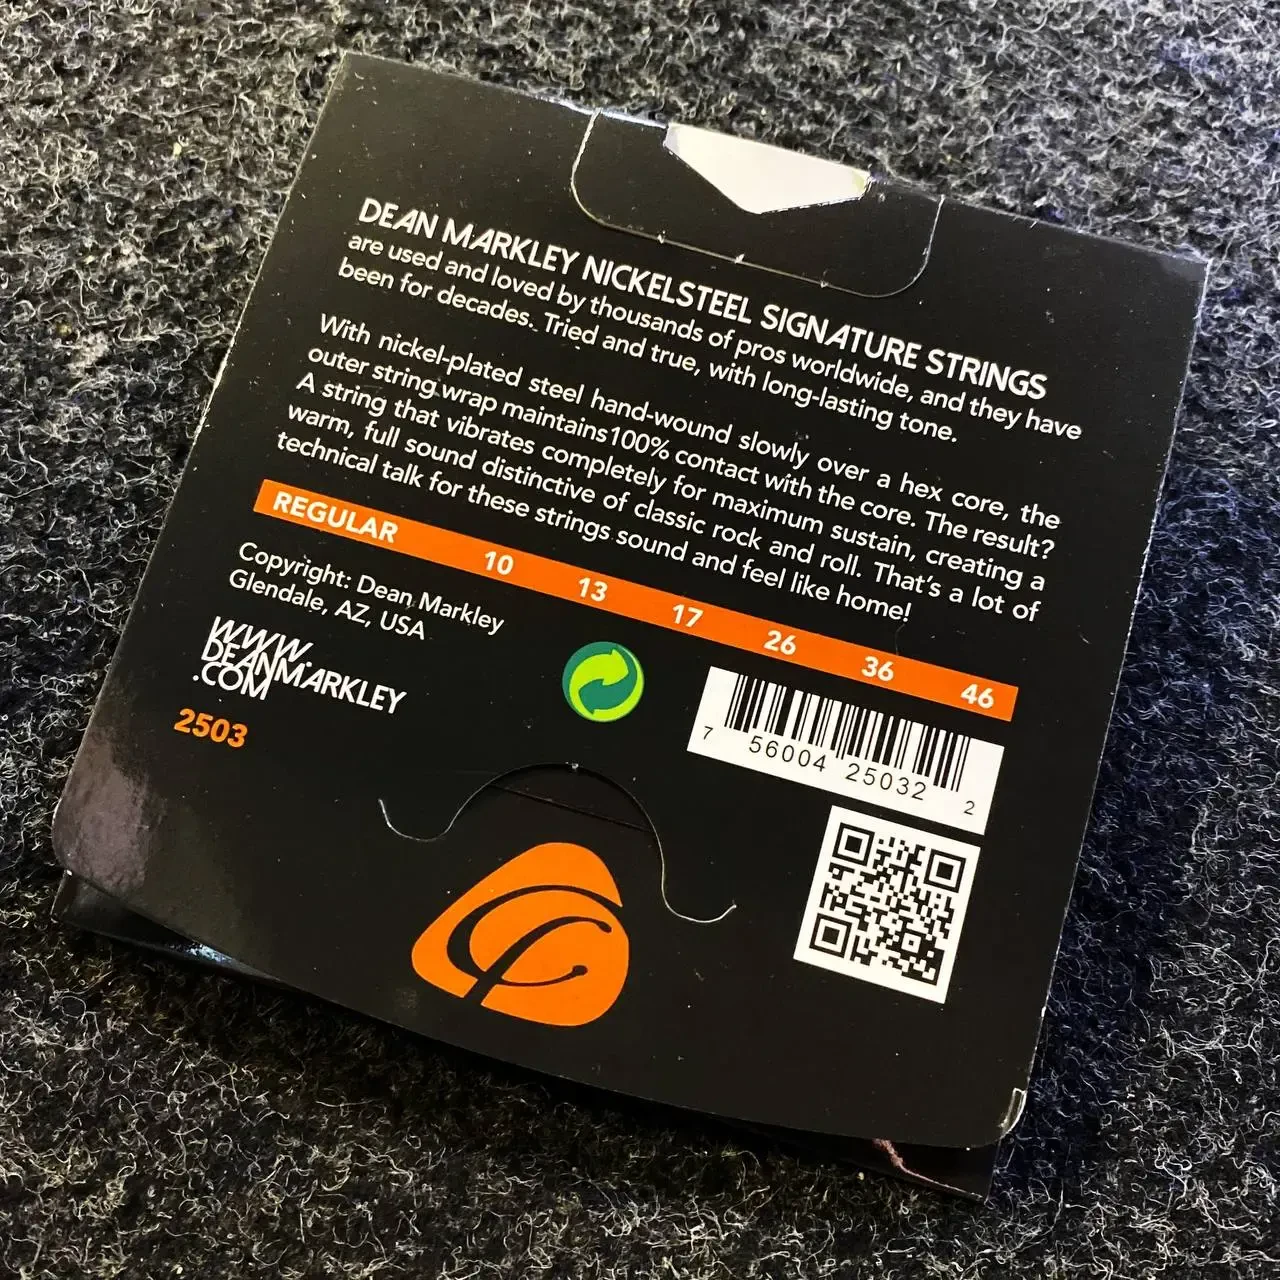 DEAN MARKLEY NICKELSTEEL SIGNATURE STRINGS
are used and loved by thousands of pros worldwide, and they have
been for decades. Tried and true, with long-lasting tone.
With nickel-plated steel hand-wound slowly over a hex core, the
outer string wrap maintains100% contact with the core. The result?
A string that vibrates completely for maximum sustain, creating a
warm, full sound distinctive of classic rock and roll. That's a lot of
technical talk for these strings sound and feel like home!
REGULAR 10 13 17 26 36 46
Copyright: Dean Markley
Glendale, AZ, USA
WWW.
DEANMARKLEY
.COM
2503
7 56004 25032 2